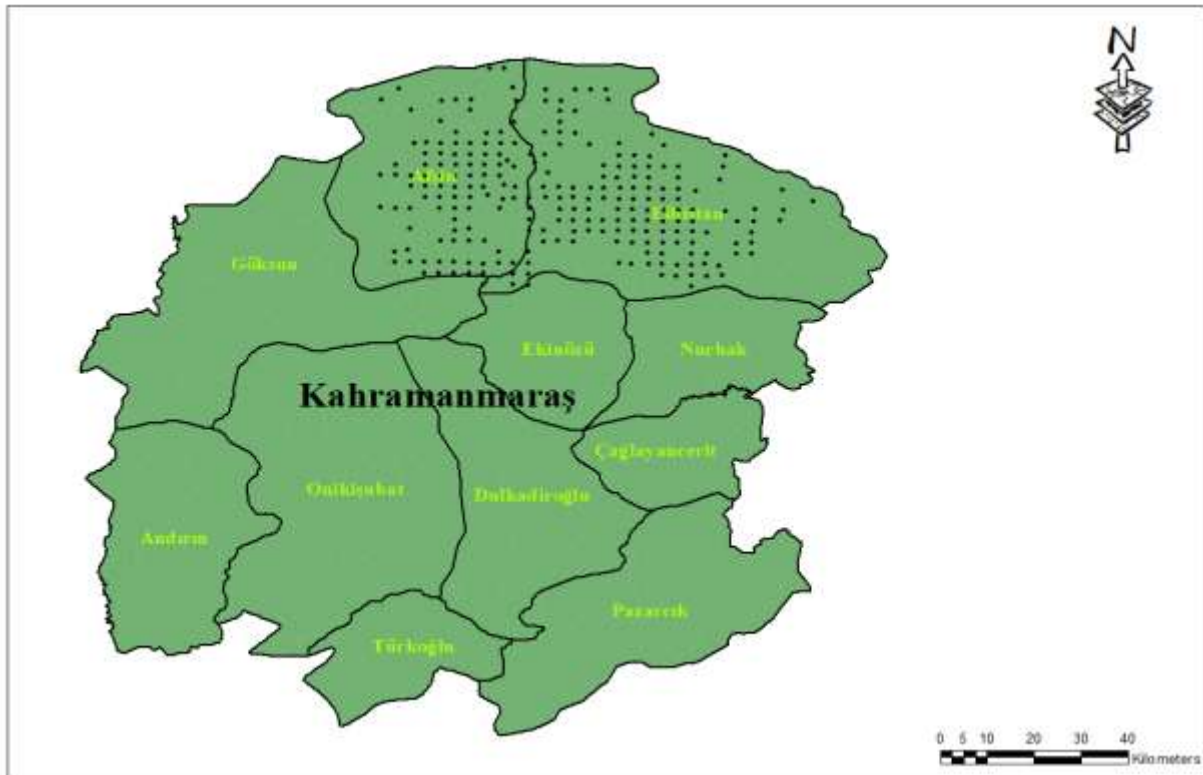 N
Afşin
Elbistan
Göksun
Ekinözü
Nurhak
Kahramanmaraş
Çağlayancerit
Onikişubat
Dulkadiroğlu
Andırın
Pazarcık
Türkoğlu
0 5 10 20 30 40
Kilometers